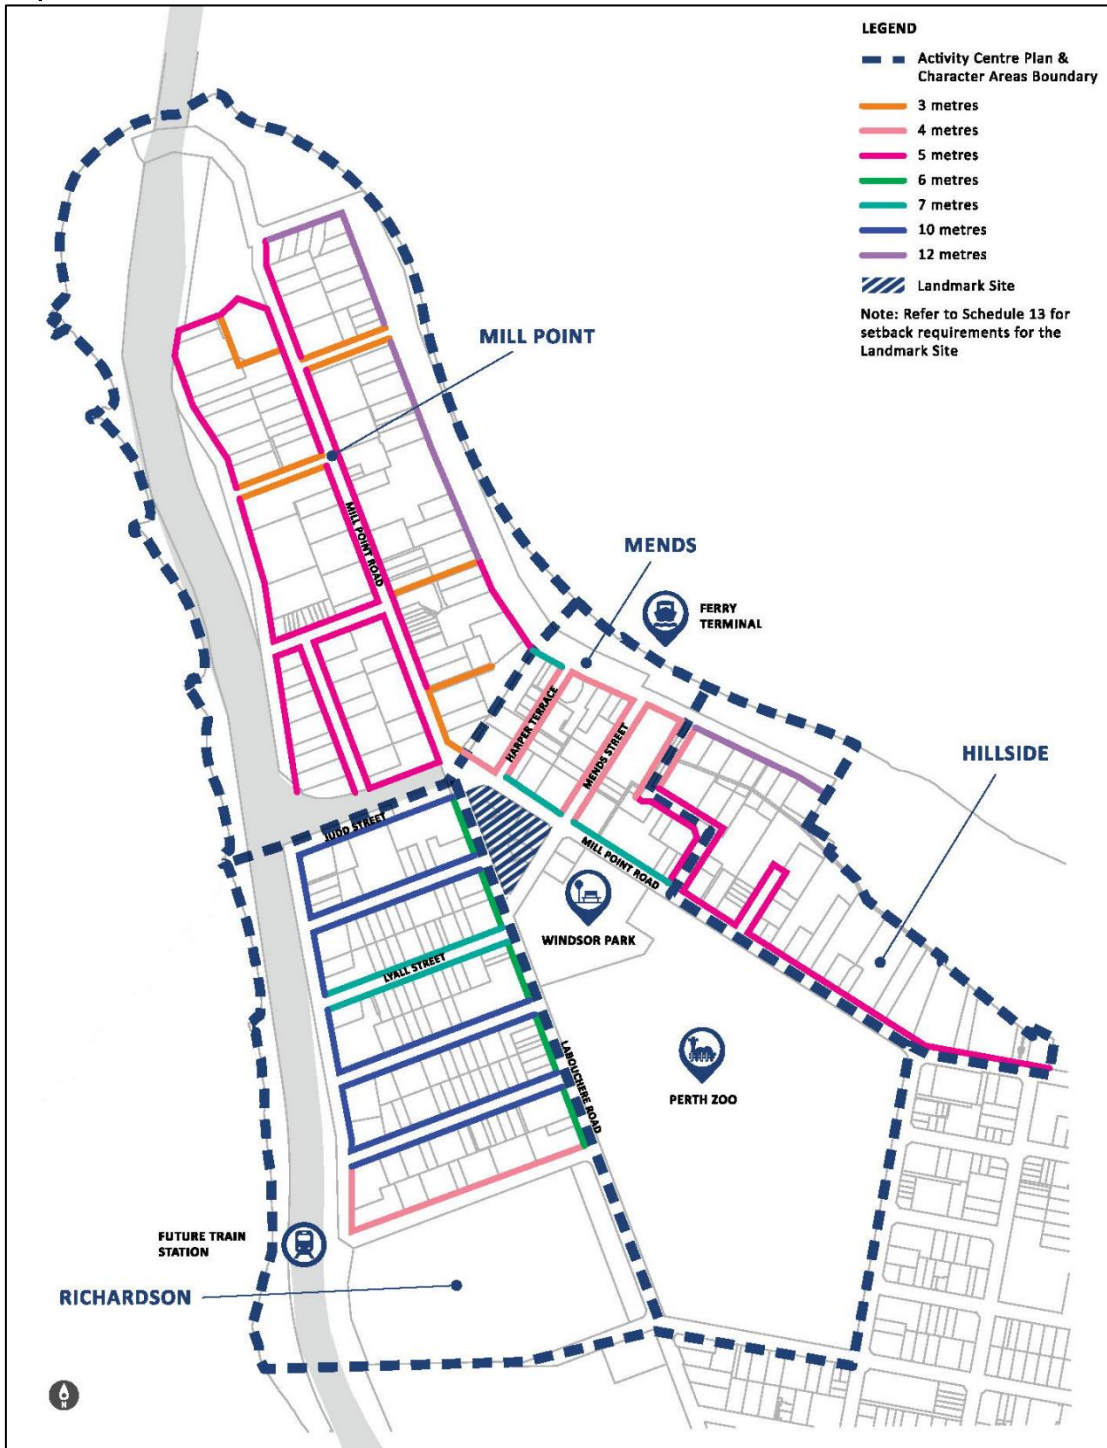 LEGEND
Activity Centre Plan &
Character Areas Boundary
3 metres
4 metres
5 metres
6 metres
7 metres
10 metres
12 metres
Landmark Site
Note: Refer to Schedule 13 for
setback requirements for the
Landmark Site
MILL POINT
MILL POINT ROAD
MENDS
FERRY
TERMINAL
HARPER TERRACE
MENDS STREET
HILLSIDE
JUDD STREET
MILL POINT ROAD
WINDSOR PARK
LYALL STREET
LABOUCHERE ROAD
PERTH ZOO
FUTURE TRAIN
STATION
RICHARDSON
N